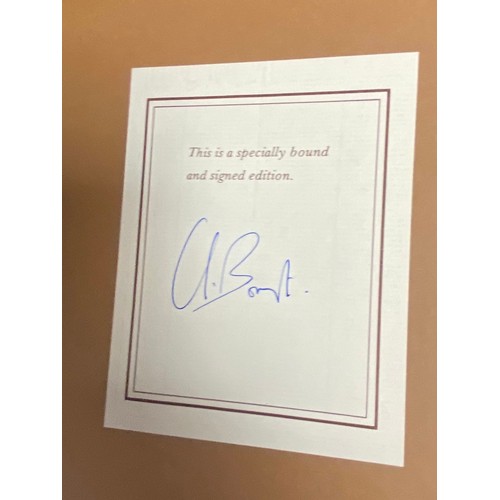 This is a specially bound
and signed edition.